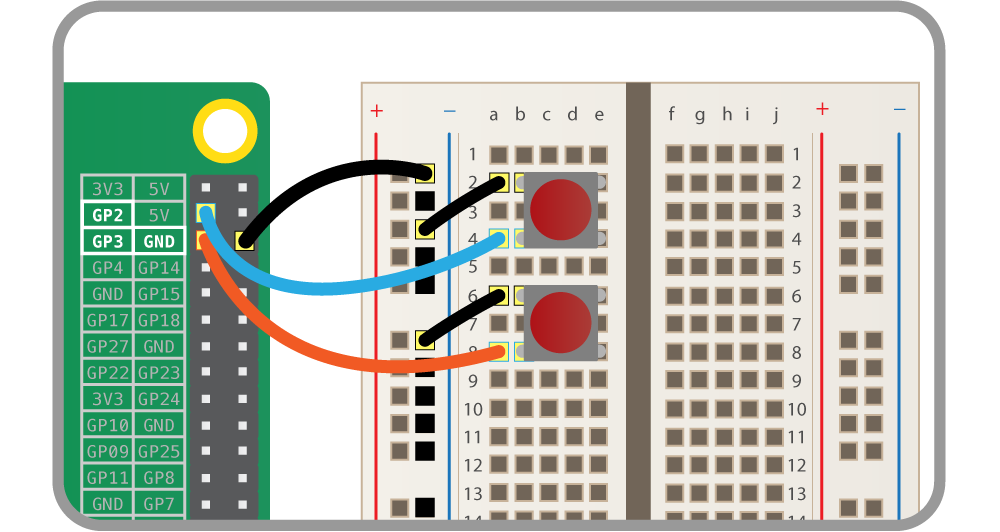 + − a b c d e f g h i j + −
1 1
3V3 5V 2 2
GP2 5V 3 3
GP3 GND 4 4
GP4 GND GP14 5 5
GND GP15 6 6
GP17 GP18 7 7
GP27 GND 8 8
GP22 GP23 9 9
3V3 GP24 10 10
GP10 GND 11 11
GP09 GP25 12 12
GP11 GP8
GND GP7 13 13
14 14